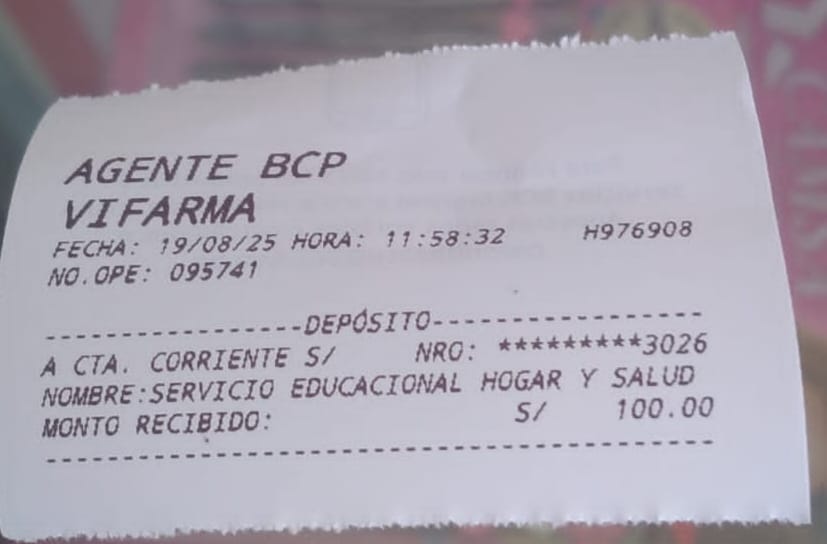 AGENTE BCP
VIFARMA
FECHA: 19/08/25 HORA: 11:58:32 H976908
NO.OPE: 095741
-----------------DEPÓSITO-----------------
A CTA. CORRIENTE S/ NRO: *********3026
NOMBRE:SERVICIO EDUCACIONAL HOGAR Y SALUD
MONTO RECIBIDO: S/ 100.00
------------------------------------------